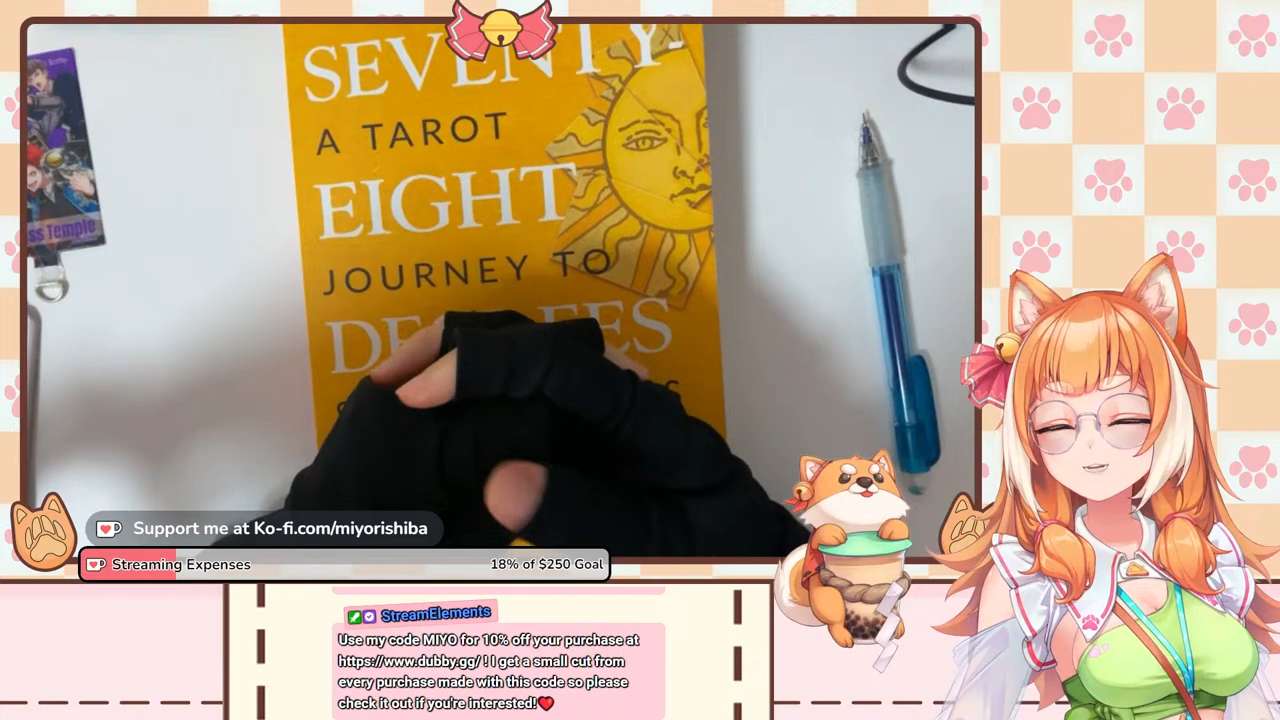 SEVENTY-
A TAROT
EIGHT
JOURNEY TO
ss Temple
Support me at Ko-fi.com/miyorishiba
Streaming Expenses
18% of $250 Goal
StreamElements
Use my code MIYO for 10% off your purchase at
https://www.dubby.gg/ ! I get a small cut from
every purchase made with this code so please
check it out if you're interested!